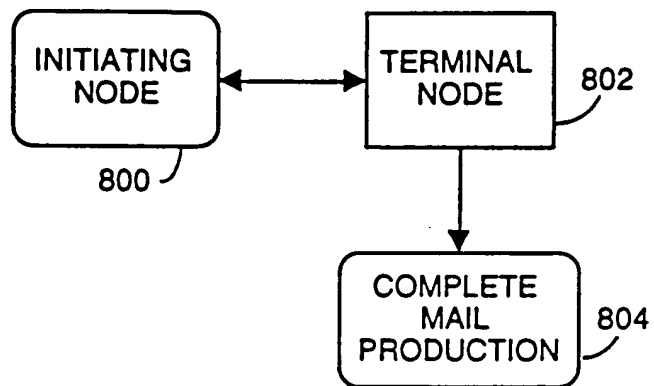 INITIATING
NODE
800
TERMINAL
NODE
802
COMPLETE
MAIL
PRODUCTION
804